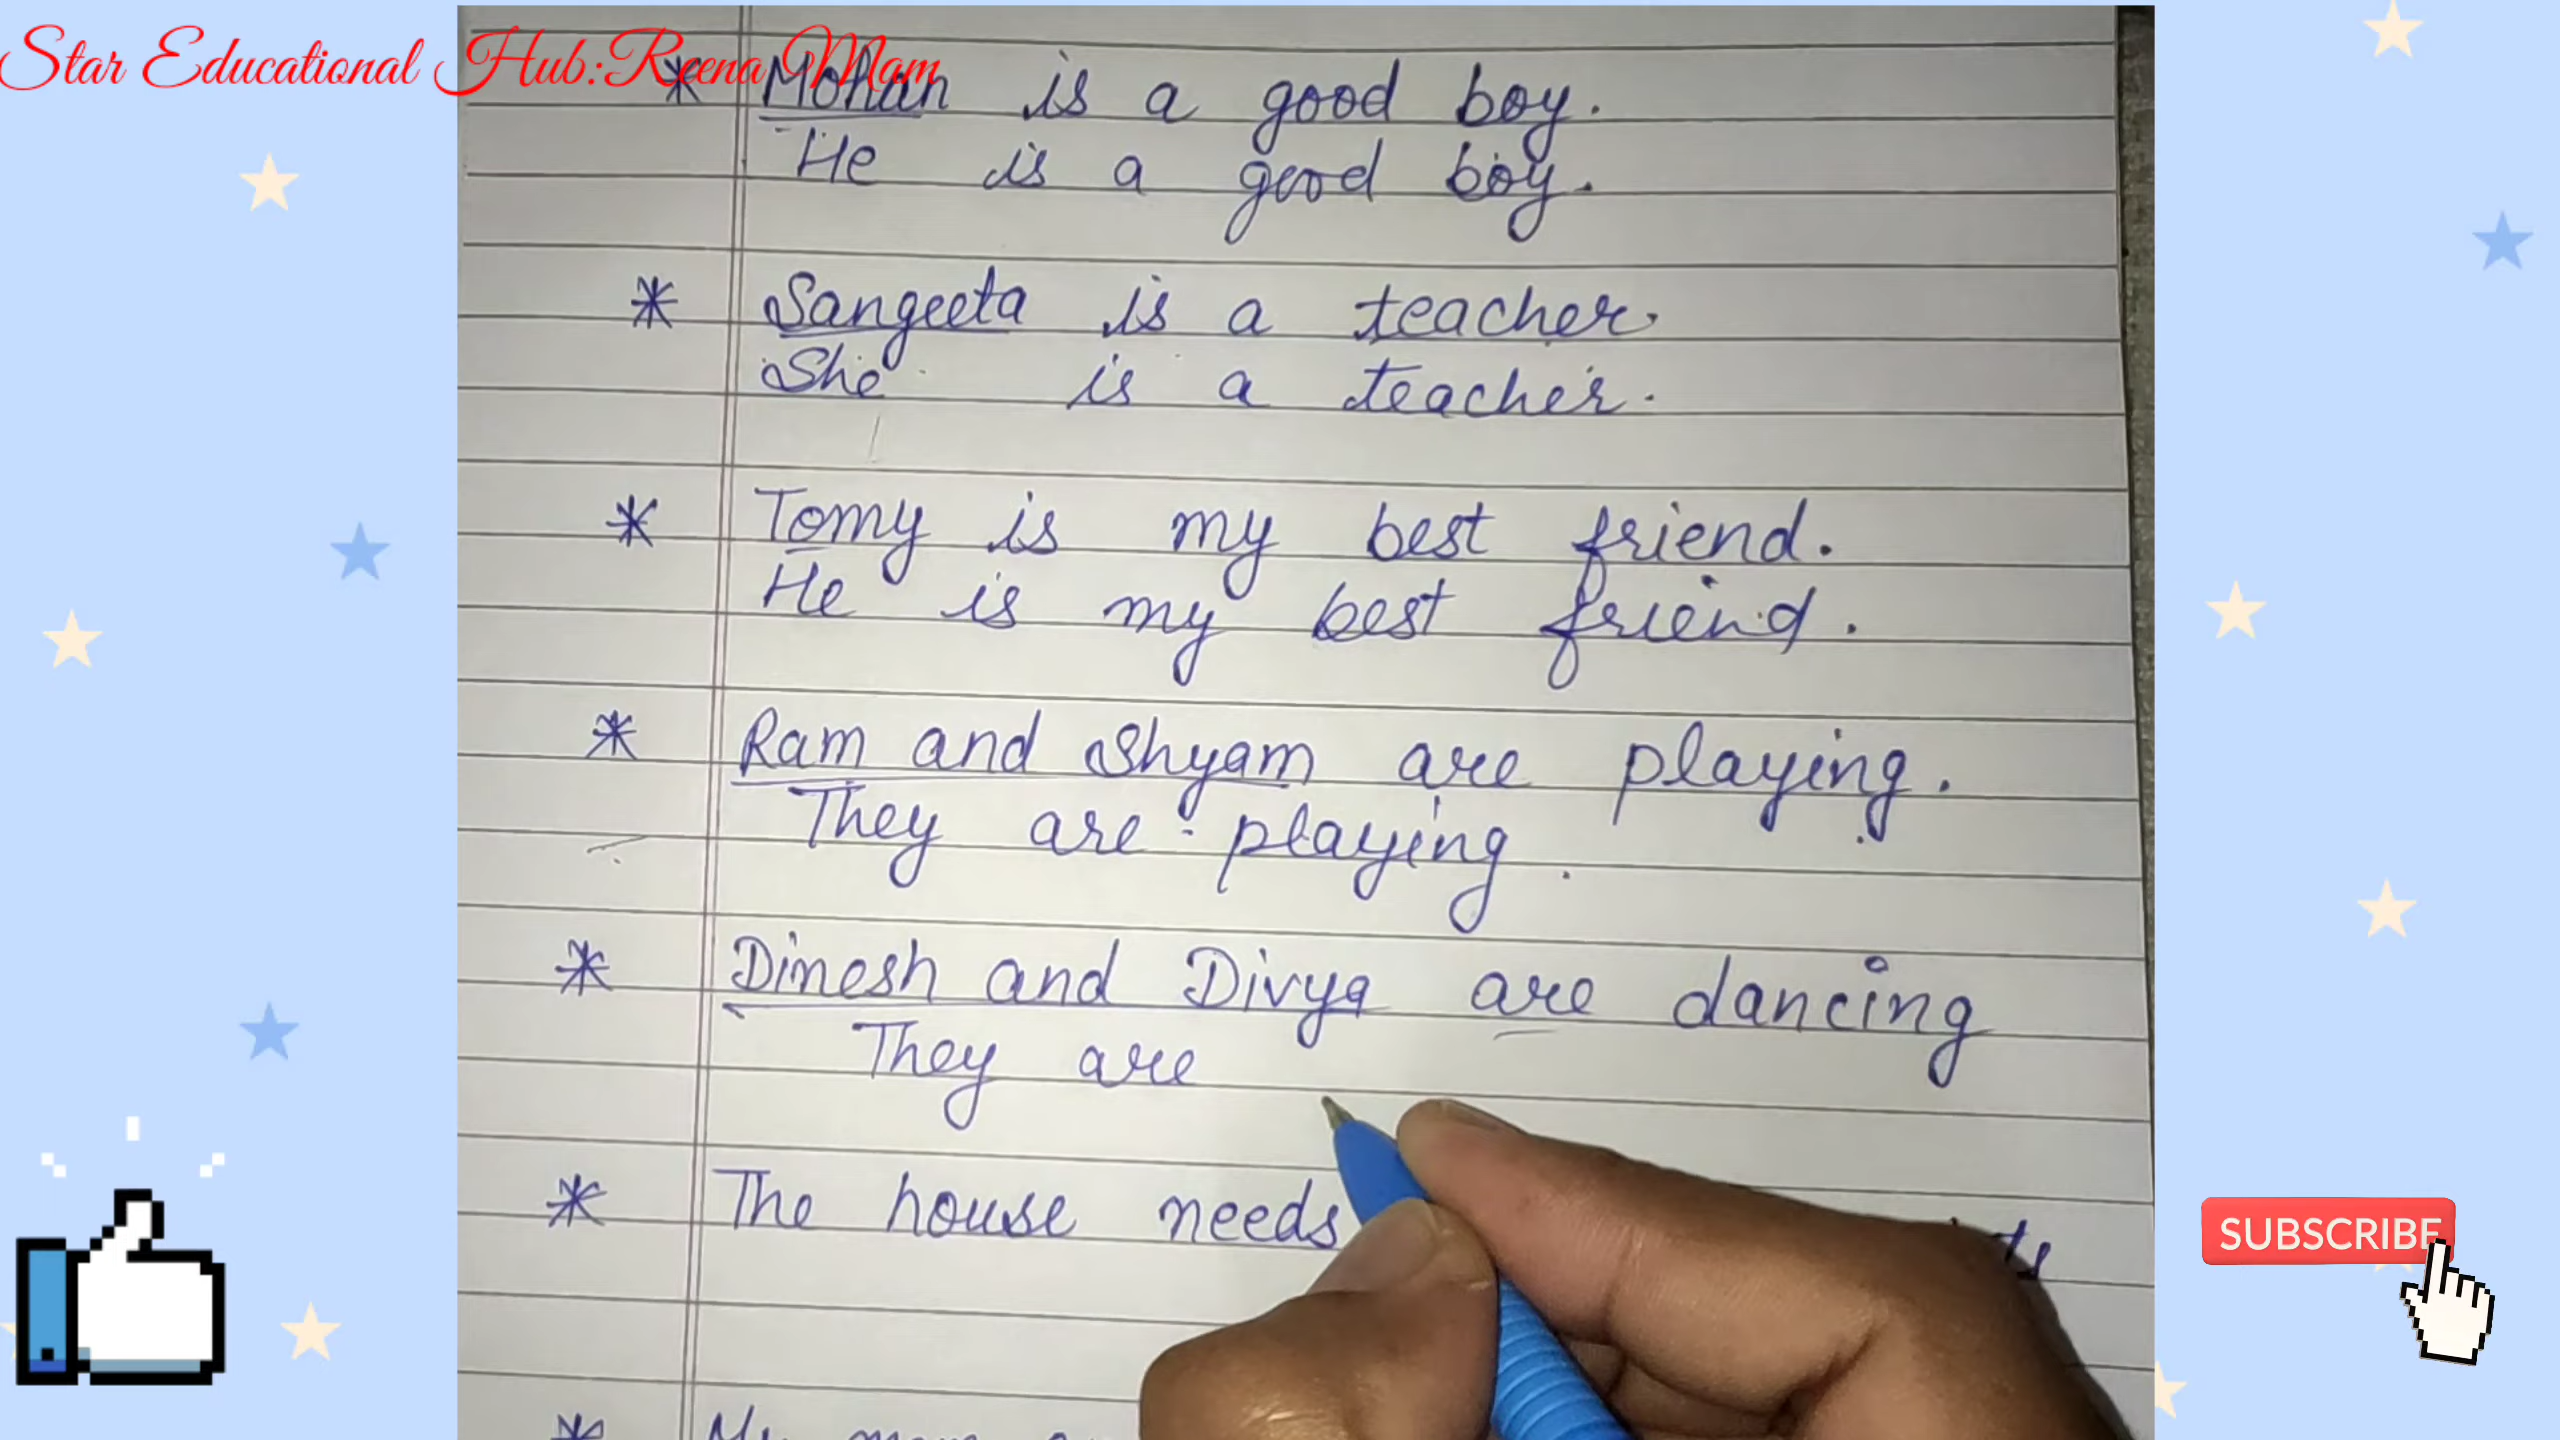 Star Educational Hub:Reena Mam
* Mohan is a good boy.
He is a good boy.
* Sangeeta is a teacher.
She is a teacher.
* Tomy is my best friend.
He is my best friend.
* Ram and Shyam are playing.
They are playing.
* Dinesh and Divya are dancing
They are
* The house needs
* My mom
SUBSCRIBE